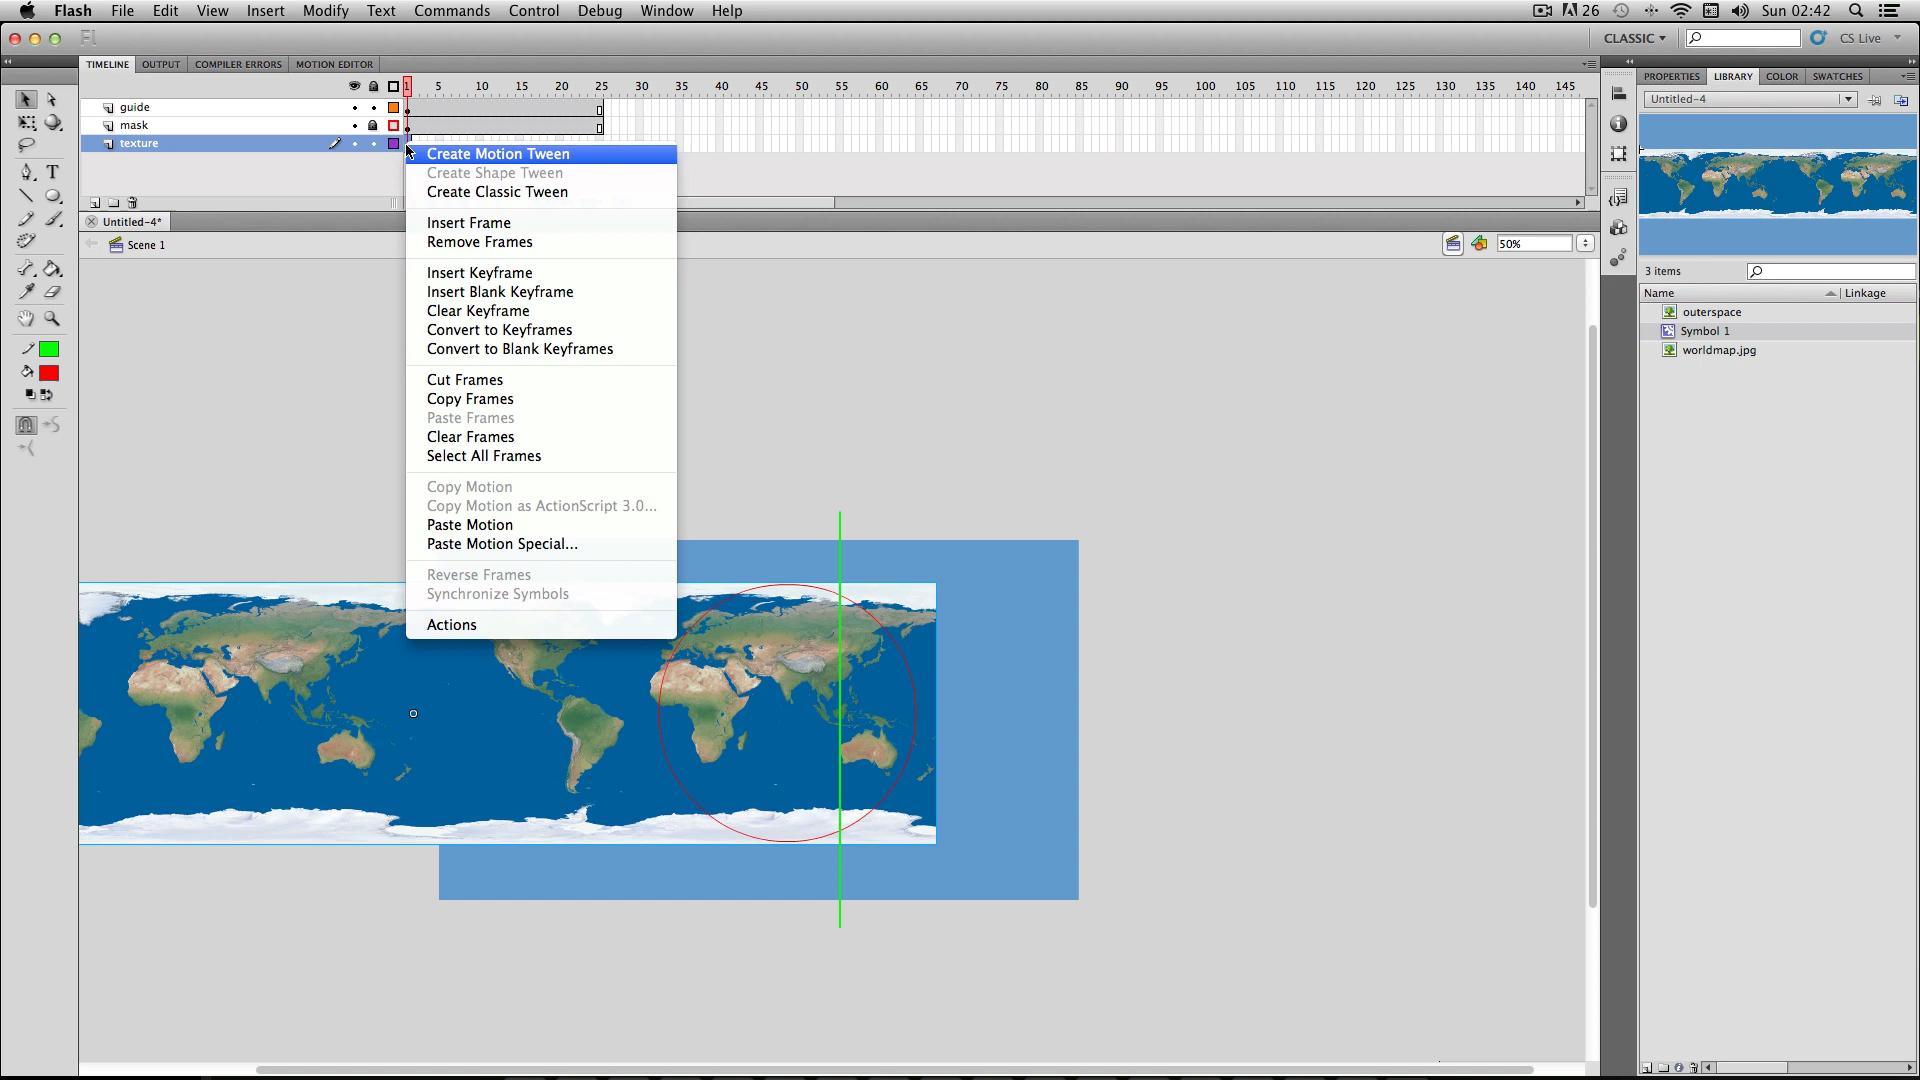 Flash File Edit View Insert Modify Text Commands Control Debug Window Help 26 Sun 02:42
Fl CLASSIC CS Live
TIMELINE OUTPUT COMPILER ERRORS MOTION EDITOR
PROPERTIES LIBRARY COLOR SWATCHES
1 5 10 15 20 25 30 35 40 45 50 55 60 65 70 75 80 85 90 95 100 105 110 115 120 125 130 135 140 145
Untitled-4
guide
mask
texture
Create Motion Tween
Create Shape Tween
Create Classic Tween
Insert Frame
Remove Frames
Insert Keyframe
Insert Blank Keyframe
Clear Keyframe
Convert to Keyframes
Convert to Blank Keyframes
Cut Frames
Copy Frames
Paste Frames
Clear Frames
Select All Frames
Copy Motion
Copy Motion as ActionScript 3.0...
Paste Motion
Paste Motion Special...
Reverse Frames
Synchronize Symbols
Actions
Untitled-4*
Scene 1
50%
T
3 items
Name Linkage
outerspace
Symbol 1
worldmap.jpg